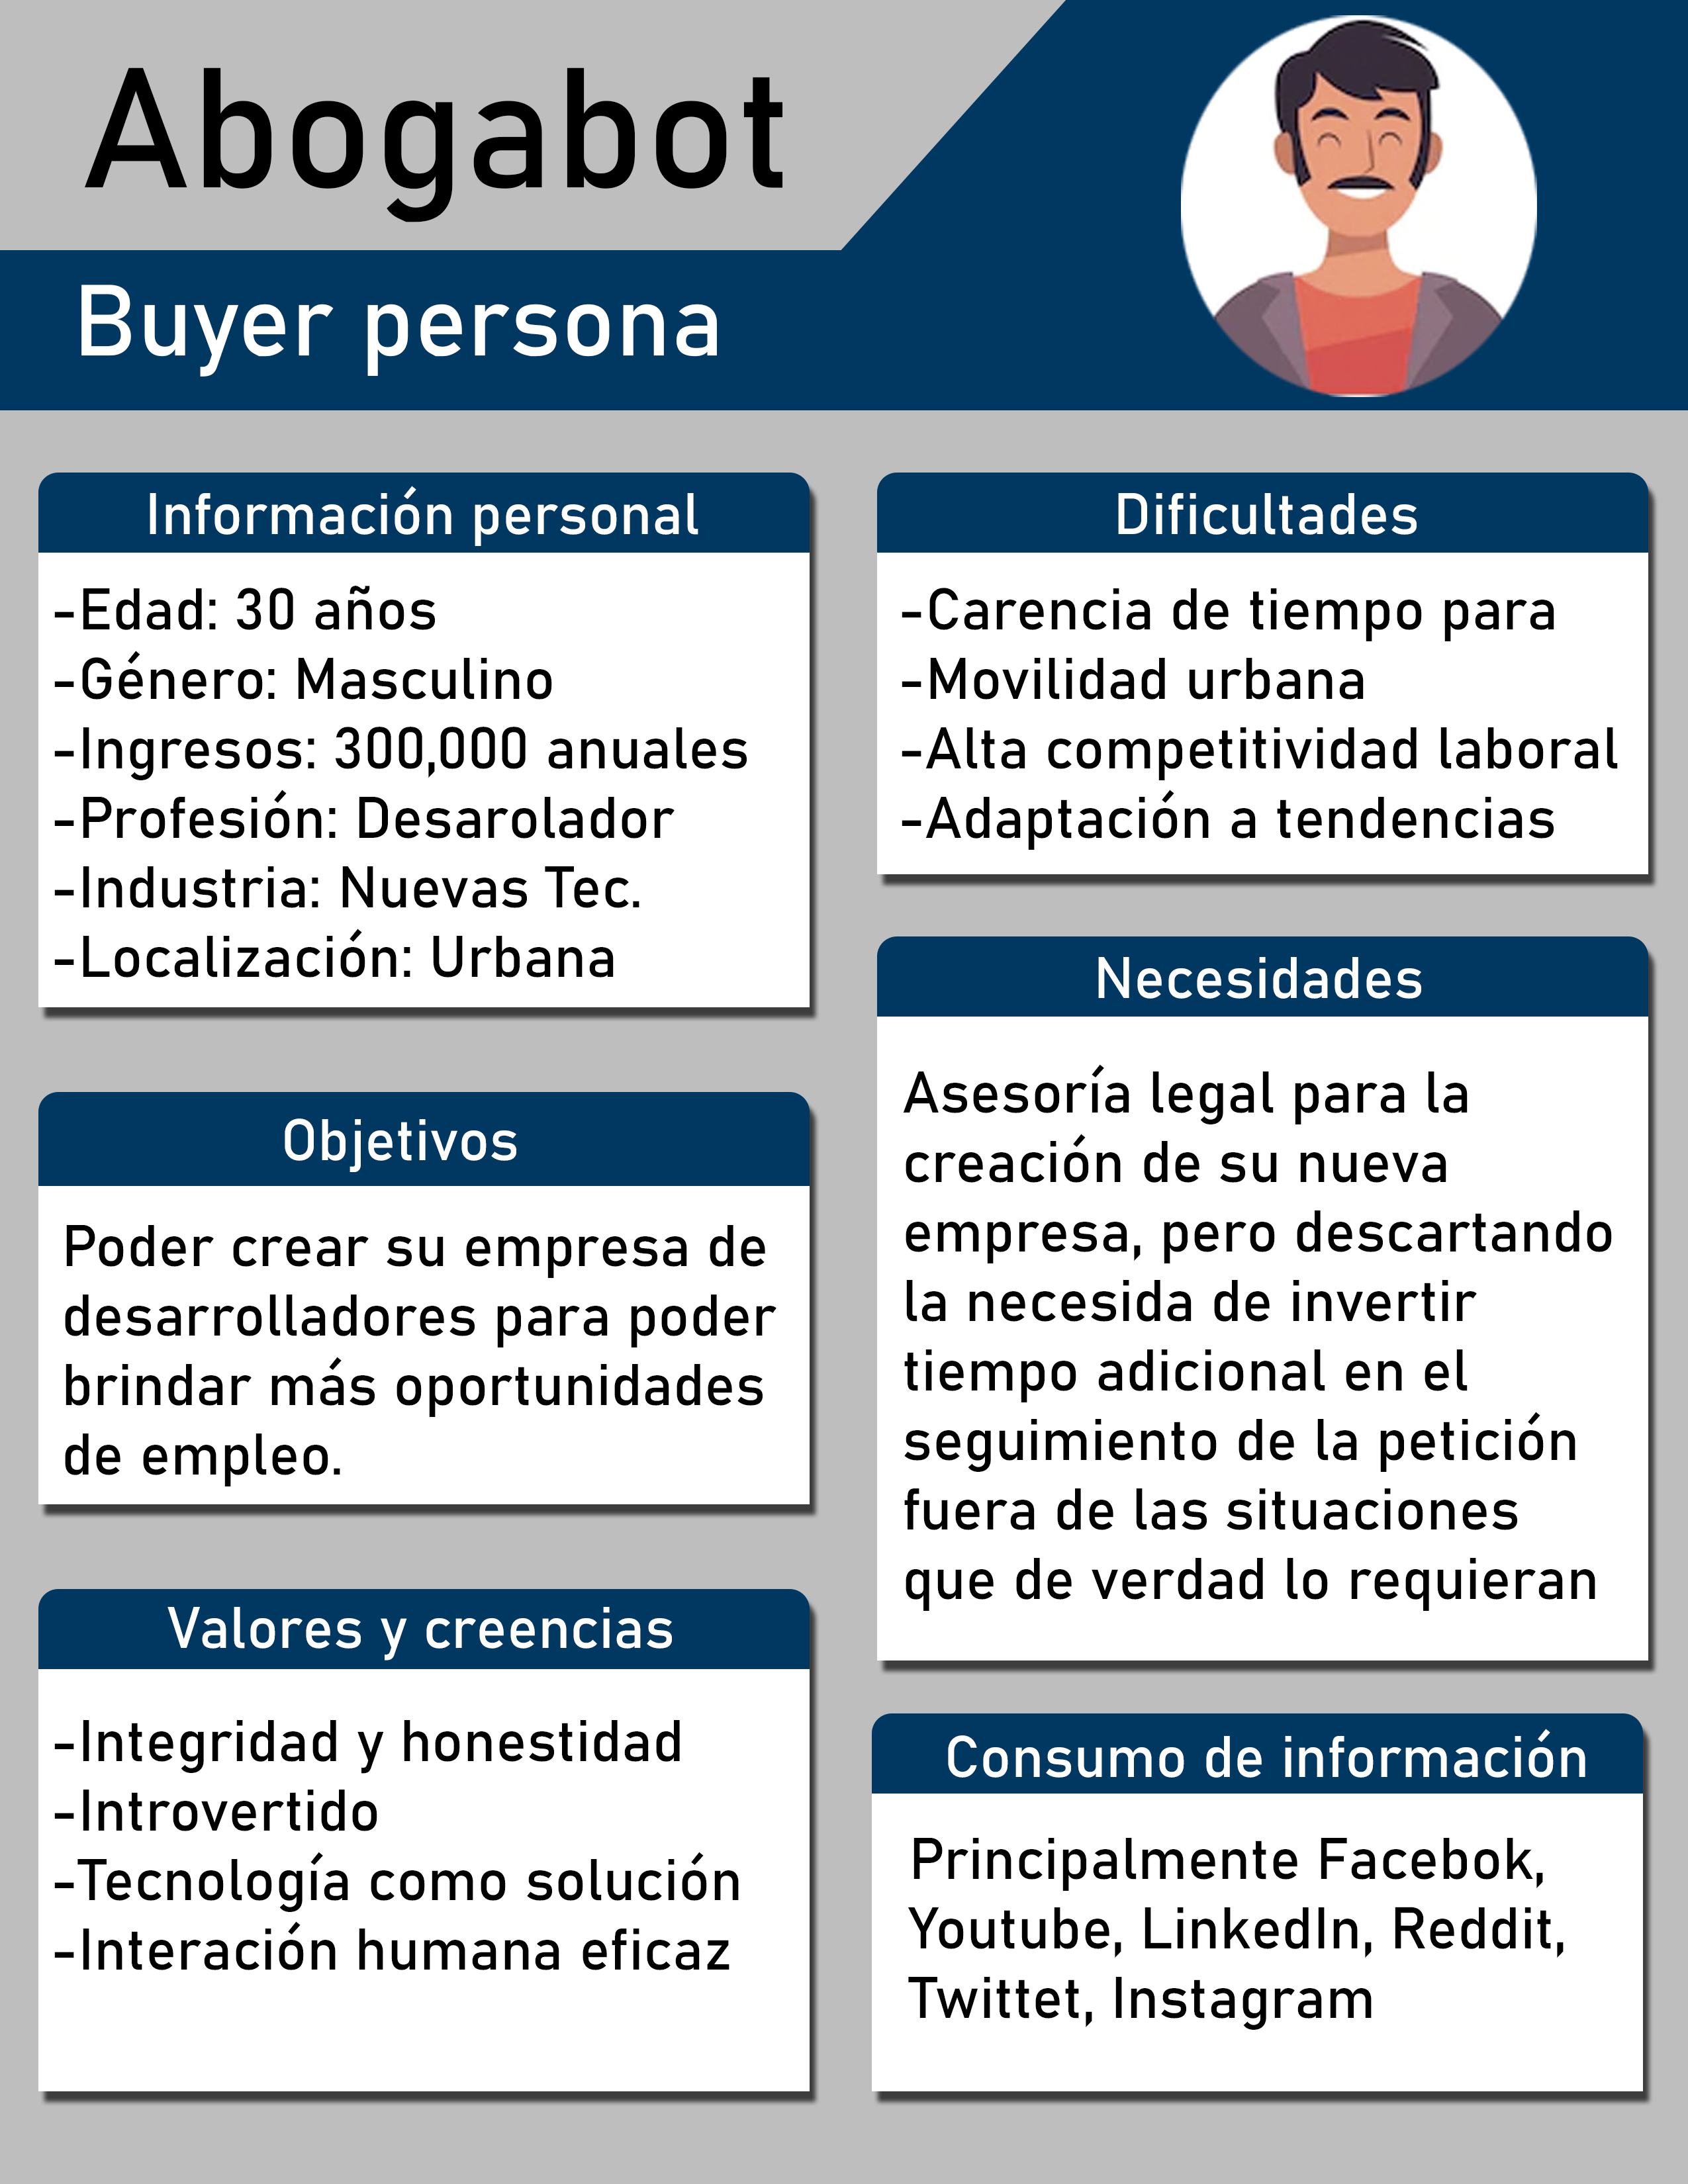 Abogabot
Buyer persona
Información personal
-Edad: 30 años
-Género: Masculino
-Ingresos: 300,000 anuales
-Profesión: Desarolador
-Industria: Nuevas Tec.
-Localización: Urbana
Objetivos
Poder crear su empresa de
desarrolladores para poder
brindar más oportunidades
de empleo.
Valores y creencias
-Integridad y honestidad
-Introvertido
-Tecnología como solución
-Interación humana eficaz
Dificultades
-Carencia de tiempo para
-Movilidad urbana
-Alta competitividad laboral
-Adaptación a tendencias
Necesidades
Asesoría legal para la
creación de su nueva
empresa, pero descartando
la necesida de invertir
tiempo adicional en el
seguimiento de la petición
fuera de las situaciones
que de verdad lo requieran
Consumo de información
Principalmente Facebok,
Youtube, LinkedIn, Reddit,
Twittet, Instagram